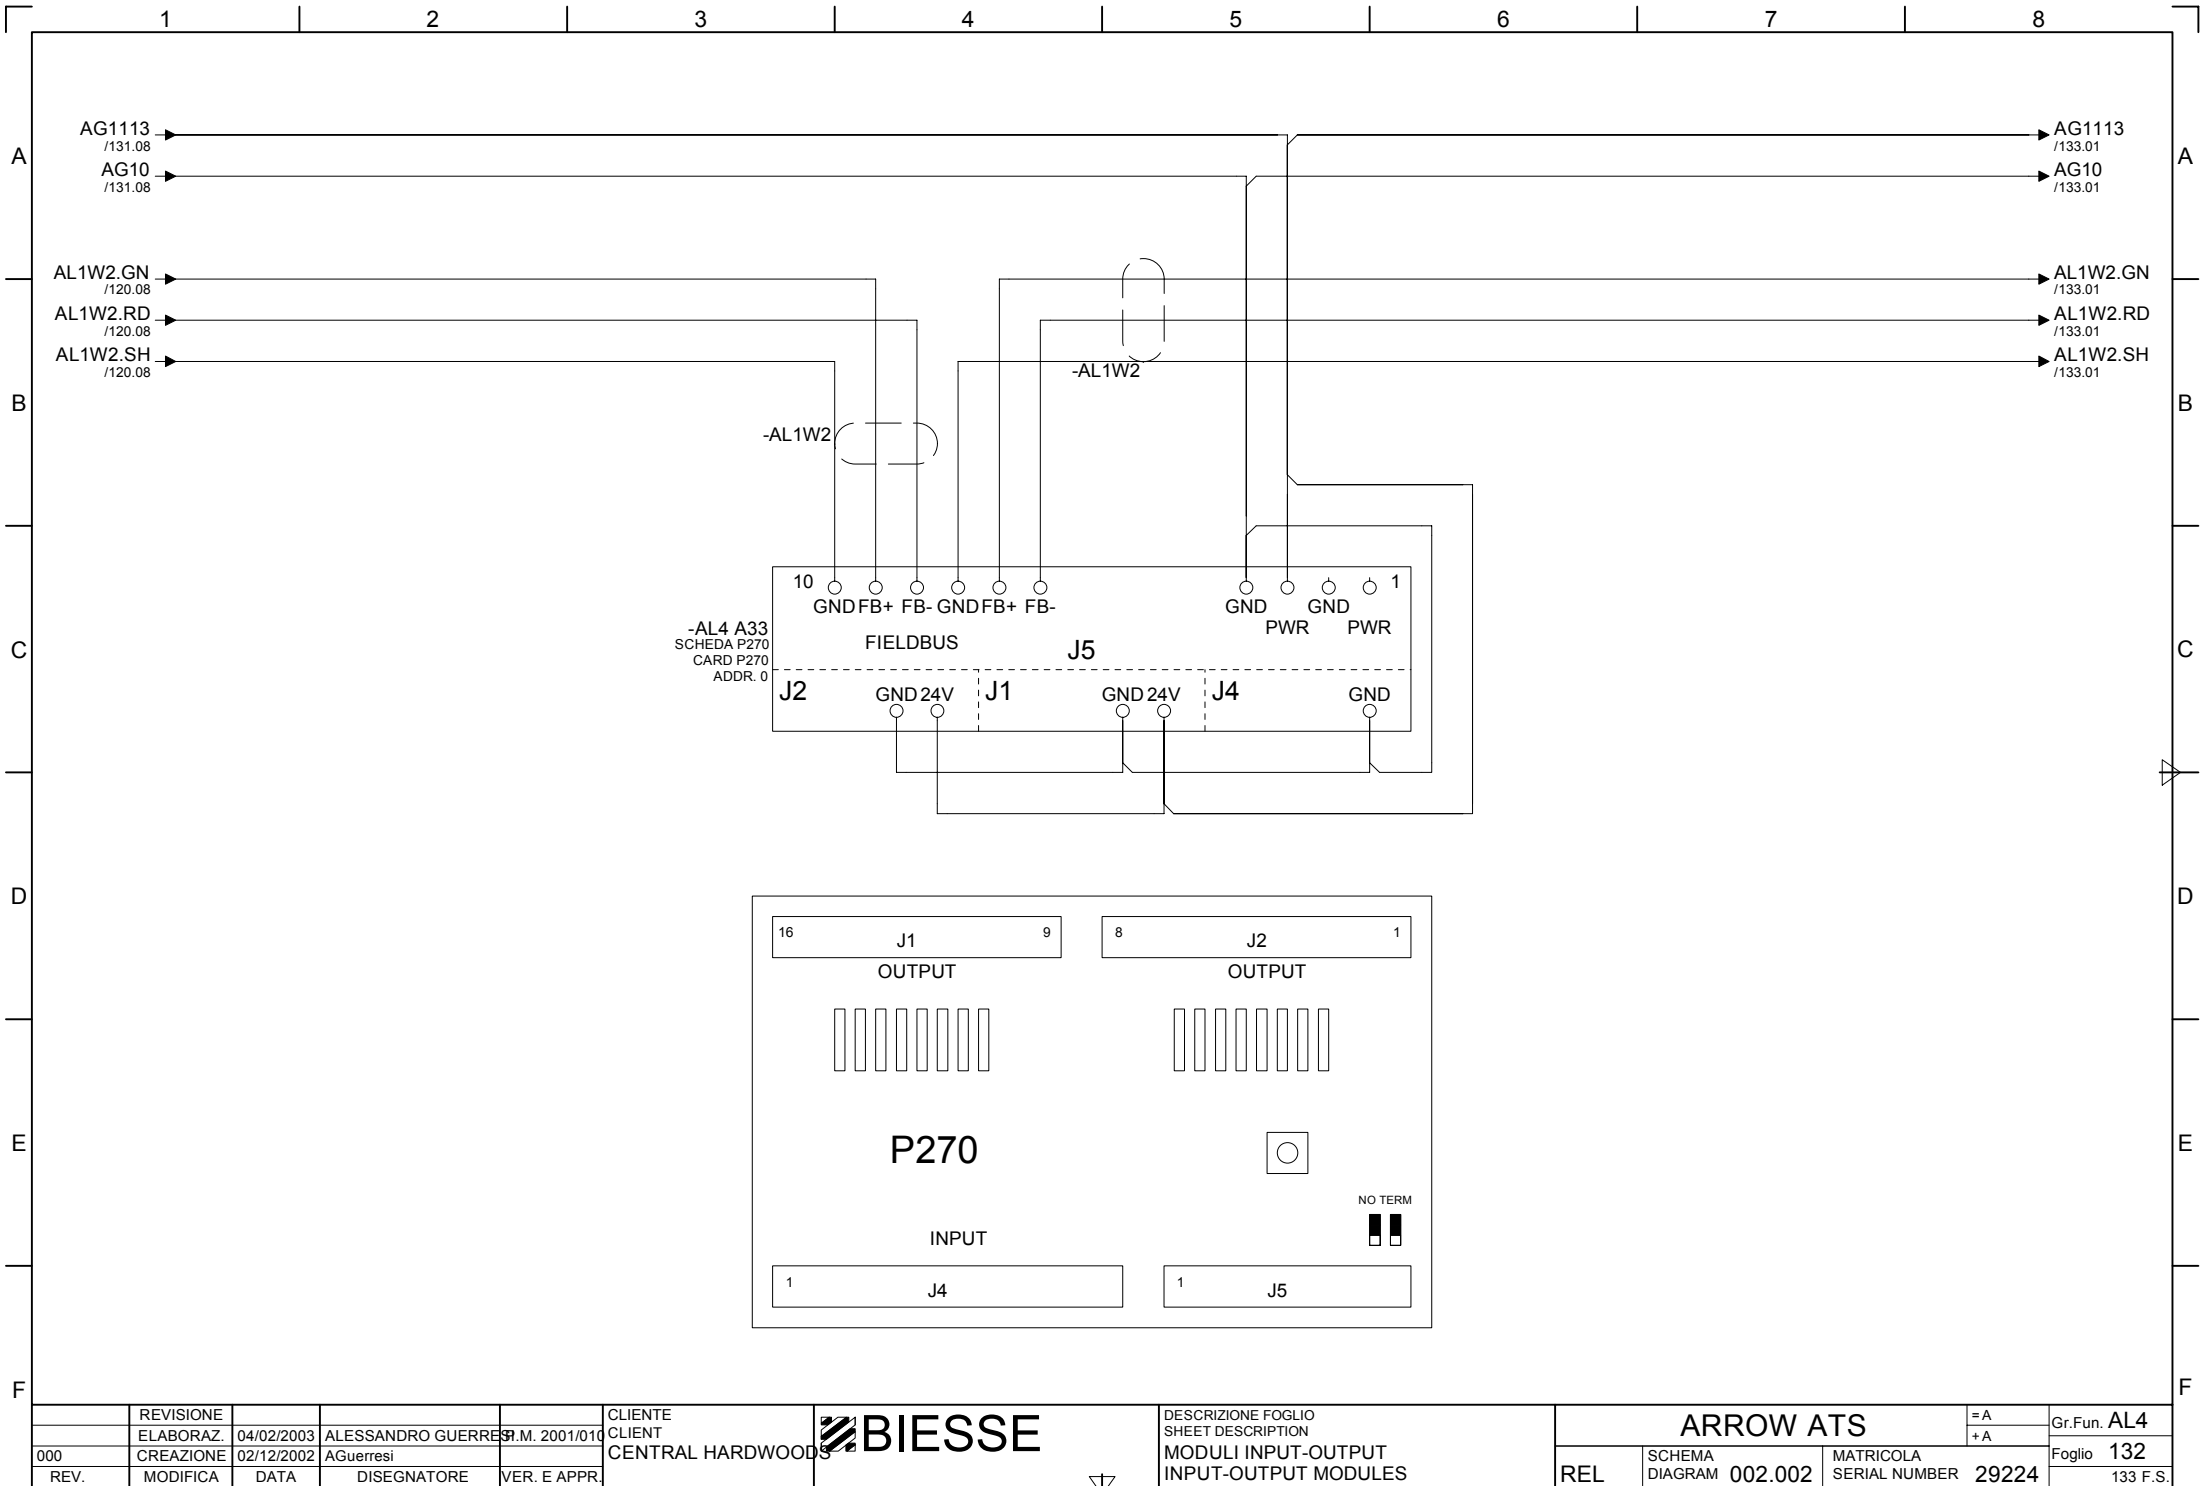 1 2 3 4 5 6 7 8
AG1113 AG1113
/131.08 /133.01
A A
AG10 AG10
/131.08 /133.01
AL1W2.GN AL1W2.GN
/120.08 /133.01
AL1W2.RD AL1W2.RD
/120.08 /133.01
AL1W2.SH AL1W2.SH
/120.08 /133.01
-AL1W2
B B
-AL1W2
10 1
GND FB+ FB- GND FB+ FB- GND GND
PWR PWR
-AL4 A33
SCHEDA P270
CARD P270
ADDR. 0
FIELDBUS J5
C C
J2 GND 24V J1 GND 24V J4 GND
D D
16 J1 9 8 J2 1
OUTPUT OUTPUT
E P270 E
NO TERM
INPUT
1 J4 1 J5
F F
REVISIONE
ELABORAZ. 04/02/2003 ALESSANDRO GUERRESI P.M. 2001/010
000 CREAZIONE 02/12/2002 AGuerresi
REV. MODIFICA DATA DISEGNATORE VER. E APPR.
CLIENTE
CLIENT
CENTRAL HARDWOODS
BIESSE
DESCRIZIONE FOGLIO
SHEET DESCRIPTION
MODULI INPUT-OUTPUT
INPUT-OUTPUT MODULES
ARROW ATS
= A
+ A
Gr.Fun. AL4
REL
SCHEMA
DIAGRAM 002.002
MATRICOLA
SERIAL NUMBER 29224
Foglio 132
133 F.S.